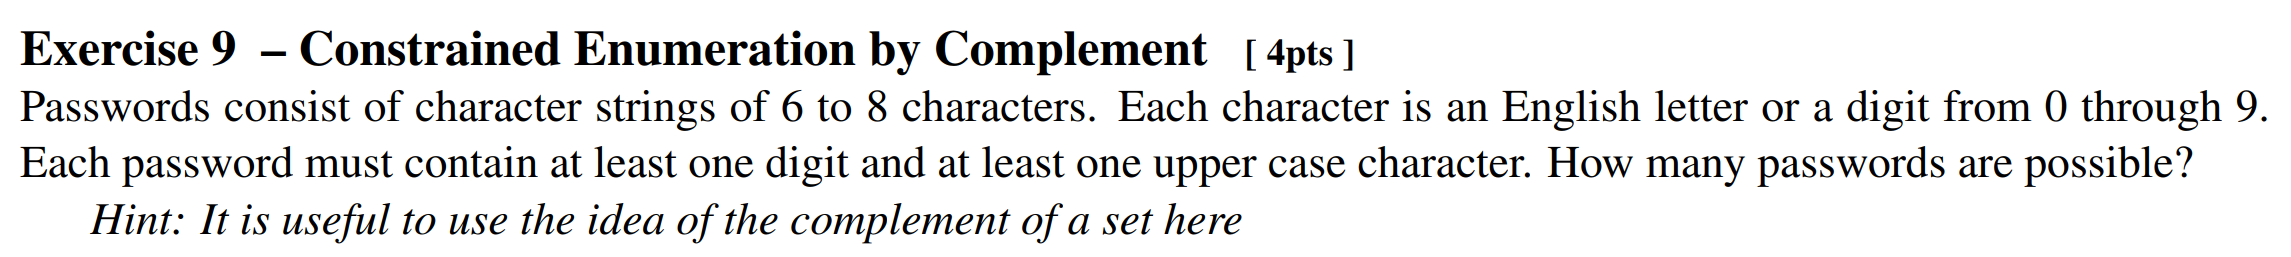 Exercise 9 – Constrained Enumeration by Complement [ 4pts ]
Passwords consist of character strings of 6 to 8 characters. Each character is an English letter or a digit from 0 through 9.
Each password must contain at least one digit and at least one upper case character. How many passwords are possible?
Hint: It is useful to use the idea of the complement of a set here